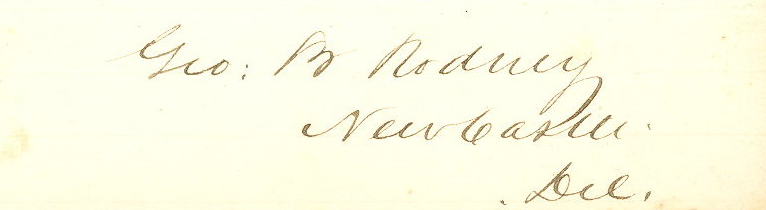 Geo: B Rodney
New Castle.
Del.